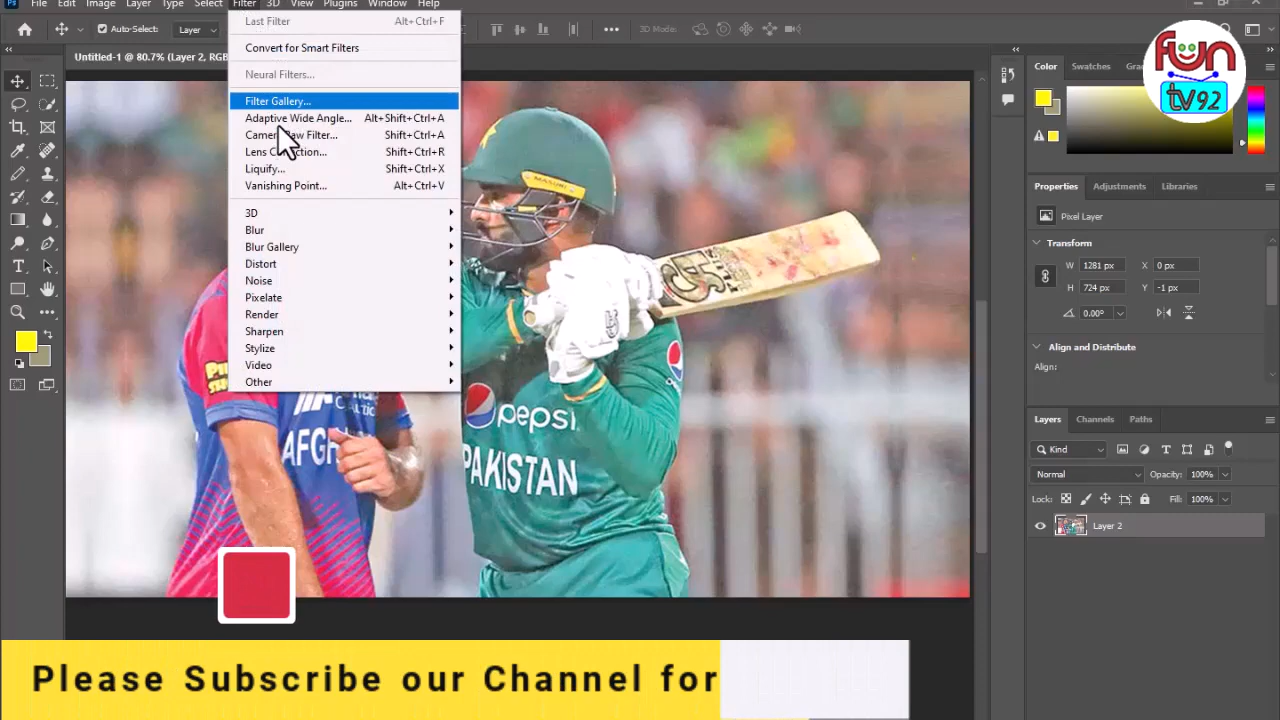 Ps File Edit Image Layer Type Select Filter 3D View Plugins Window Help
Auto-Select: Layer 3D Mode:
Untitled-1 @ 80.7% (Layer 2, RGB
Last Filter Alt+Ctrl+F
Convert for Smart Filters
Neural Filters...
Filter Gallery...
Adaptive Wide Angle... Alt+Shift+Ctrl+A
Shift+Ctrl+A
Shift+Ctrl+R
Liquify... Shift+Ctrl+X
Vanishing Point... Alt+Ctrl+V
3D
Blur
Blur Gallery
Distort
Noise
Pixelate
Render
Sharpen
Stylize
Video
Other
MASURI
pepsi
PAKISTAN
AFGH
Fun
tv92
Color Swatches
Properties Adjustments Libraries
Pixel Layer
Transform
W 1281 px X 0 px
H 724 px Y -1 px
0.00°
Align and Distribute
Align:
Layers Channels Paths
Kind
Normal Opacity: 100%
Lock: Fill: 100%
Layer 2
Please Subscribe our Channel for